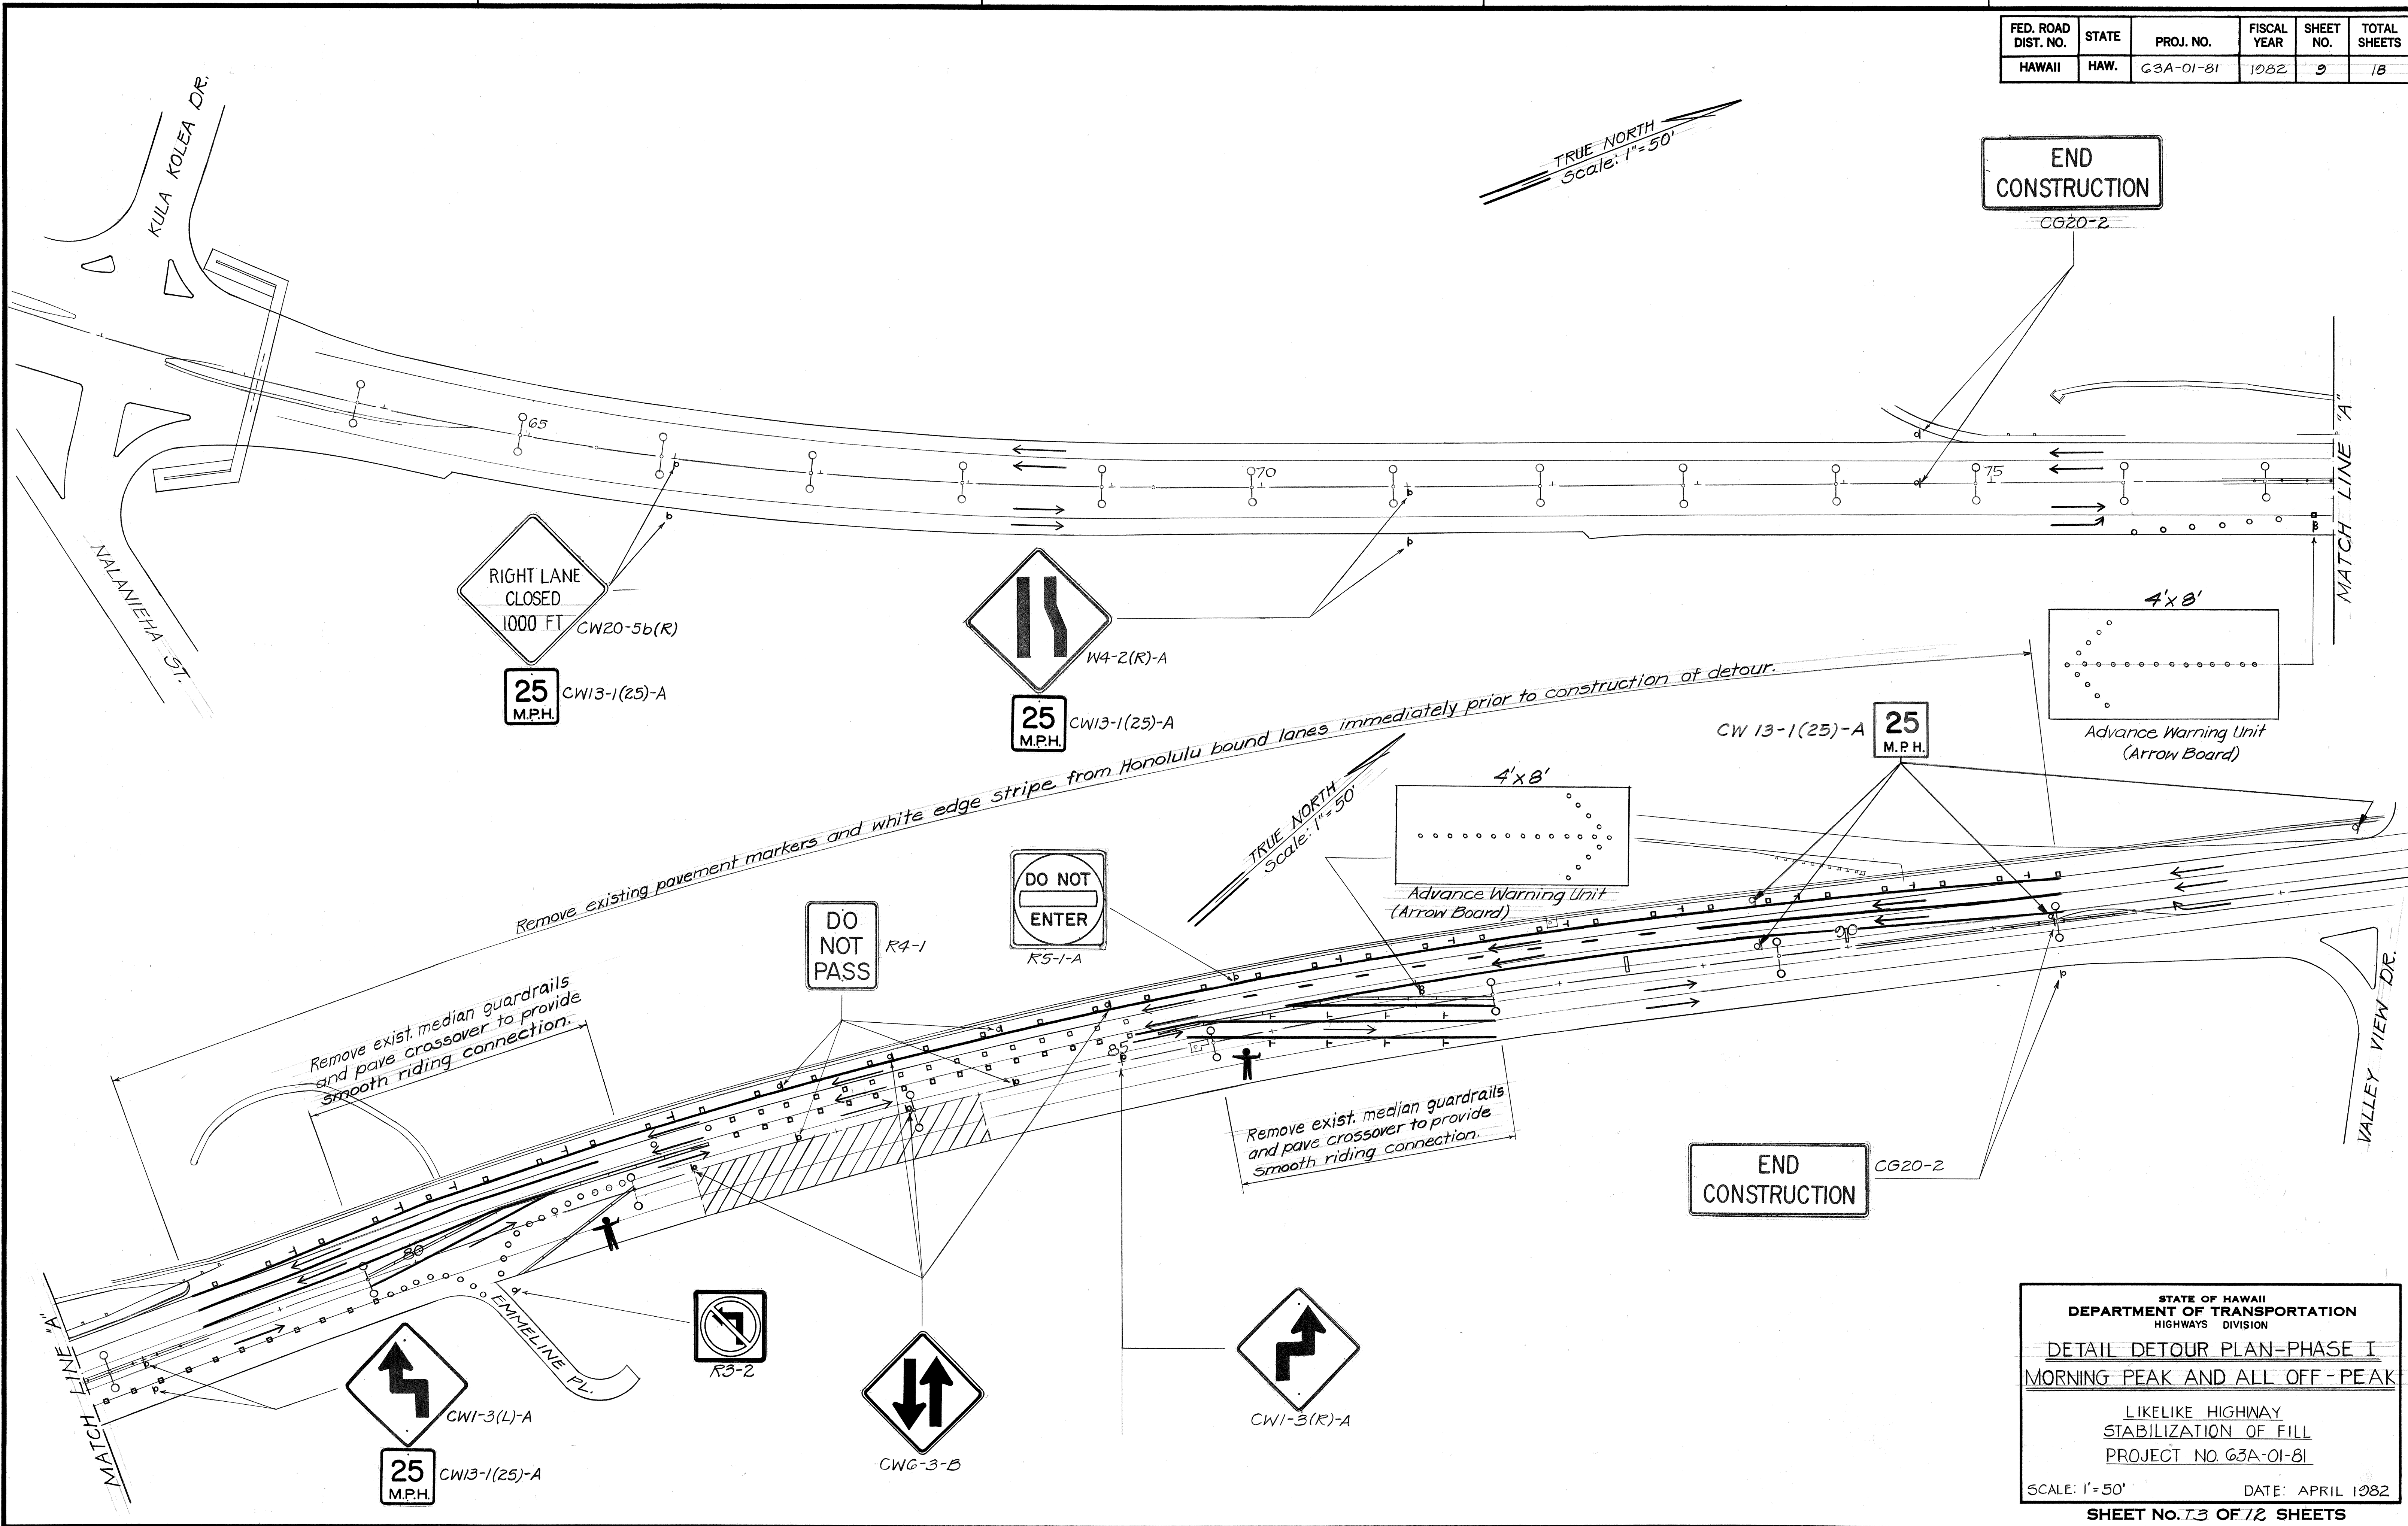 FED. ROAD DIST. NO. STATE PROJ. NO. FISCAL YEAR SHEET NO. TOTAL SHEETS
HAWAII HAW. 63A-01-81 1982 9 18
KULA KOLEA DR.
TRUE NORTH
Scale: 1"=50'
END
CONSTRUCTION
CG20-2
65
70
75
MATCH LINE "A"
NALANIEHA ST.
RIGHT LANE
CLOSED
1000 FT
CW20-5b(R)
25
M.P.H.
CW13-1(25)-A
W4-2(R)-A
25
M.P.H.
CW13-1(25)-A
4'x8'
Advance Warning Unit
(Arrow Board)
Remove existing pavement markers and white edge stripe from Honolulu bound lanes immediately prior to construction of detour.
CW 13-1(25)-A
25
M.P.H.
TRUE NORTH
Scale: 1"=50'
4'x8'
Advance Warning Unit
(Arrow Board)
DO NOT
ENTER
R5-1-A
DO
NOT
PASS
R4-1
Remove exist. median guardrails
and pave crossover to provide
smooth riding connection.
90
85
80
Remove exist. median guardrails
and pave crossover to provide
smooth riding connection.
VALLEY VIEW DR.
END
CONSTRUCTION
CG20-2
EMMELINE PL.
MATCH LINE "A"
CW1-3(L)-A
25
M.P.H.
CW13-1(25)-A
R3-2
CW6-3-B
CW1-3(R)-A
STATE OF HAWAII
DEPARTMENT OF TRANSPORTATION
HIGHWAYS DIVISION
DETAIL DETOUR PLAN-PHASE I
MORNING PEAK AND ALL OFF-PEAK
LIKELIKE HIGHWAY
STABILIZATION OF FILL
PROJECT NO. 63A-01-81
SCALE: 1"=50' DATE: APRIL 1982
SHEET No. T3 OF 12 SHEETS